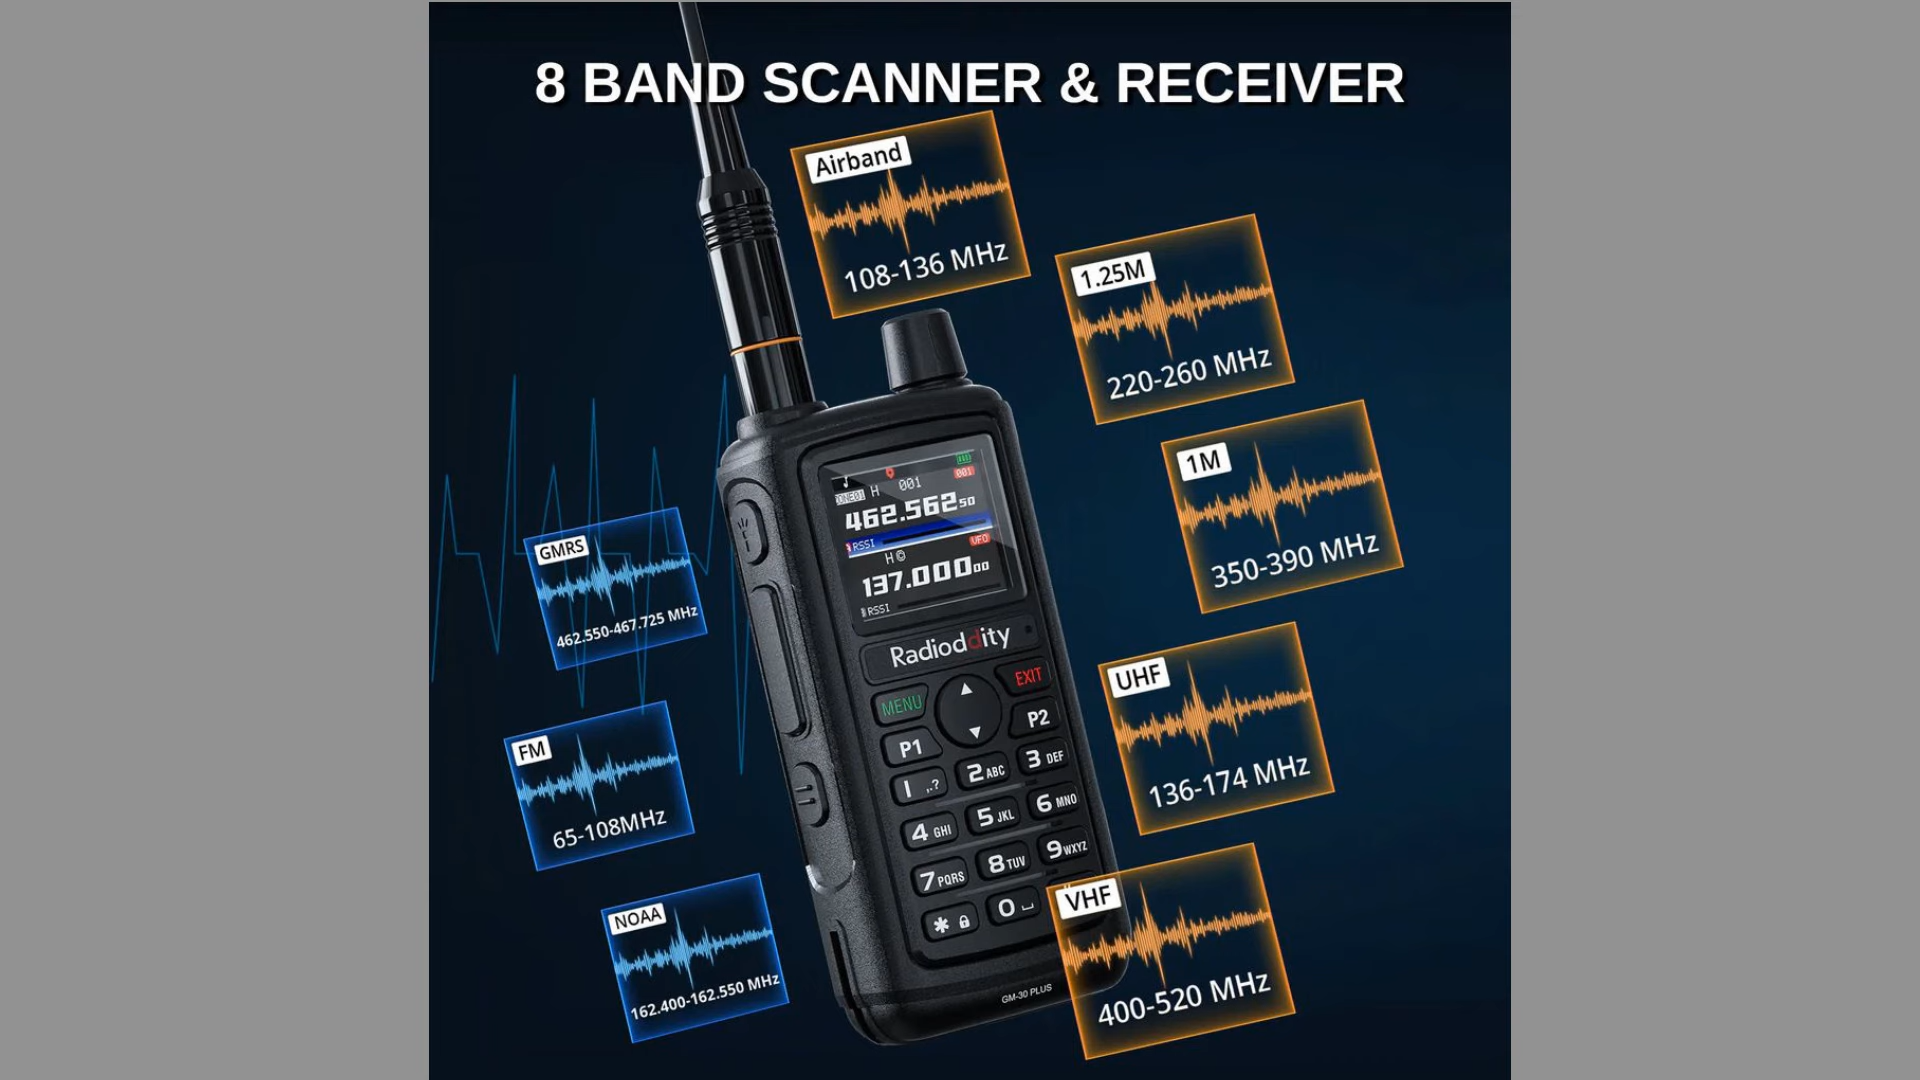 8 BAND SCANNER & RECEIVER
Airband
108-136 MHz
1.25M
220-260 MHz
1M
350-390 MHz
UHF
136-174 MHz
VHF
400-520 MHz
GMRS
462.550-467.725 MHz
FM
65-108MHz
NOAA
162.400-162.550 MHz
H 001 001
462.562 50
RSSI
H
137.000 00
RSSI
Radioddity
MENU EXIT
P1 P2
1 ,.? 2 ABC 3 DEF
4 GHI 5 JKL 6 MNO
7 PQRS 8 TUV 9 WXYZ
* 0
GM-30 PLUS